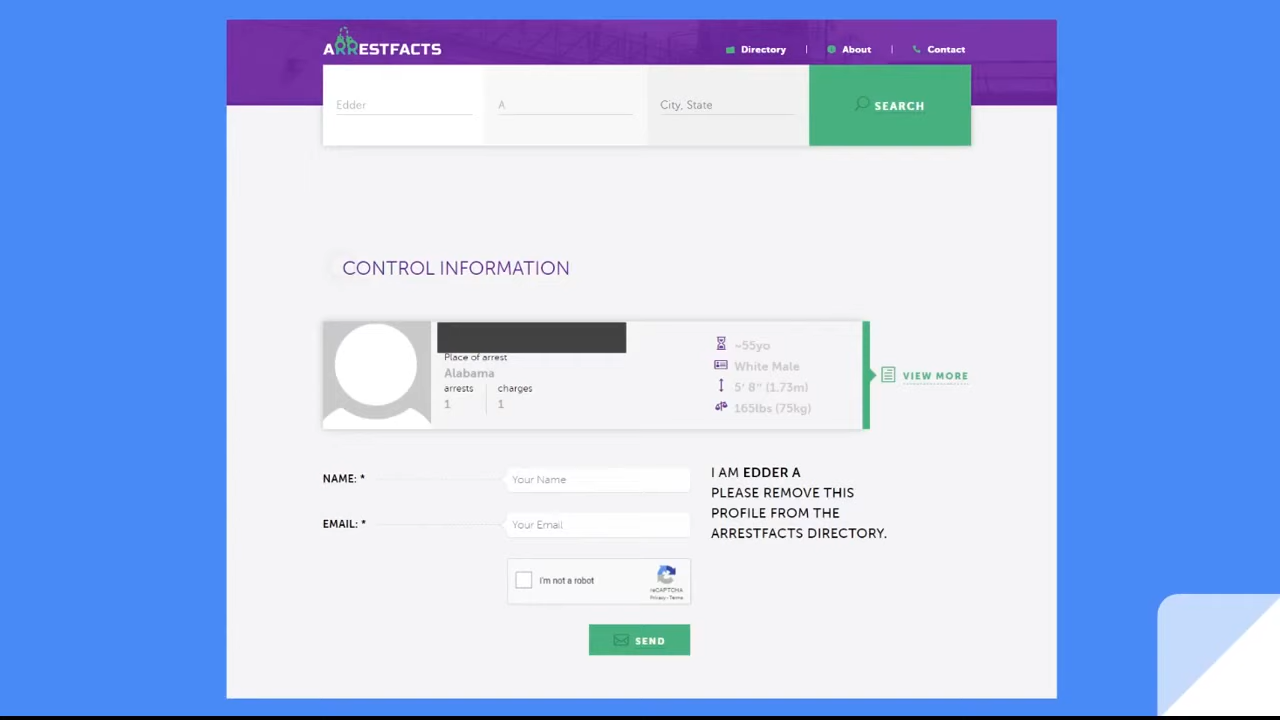 ARRESTFACTS
Directory | About | Contact
Edder A City, State SEARCH
CONTROL INFORMATION
Place of arrest
Alabama
arrests charges
1 1
~55yo
White Male
5' 8" (1.73m)
165lbs (75kg)
VIEW MORE
NAME: * Your Name
EMAIL: * Your Email
I'm not a robot
reCAPTCHA
Privacy - Terms
SEND
I AM EDDER A
PLEASE REMOVE THIS
PROFILE FROM THE
ARRESTFACTS DIRECTORY.